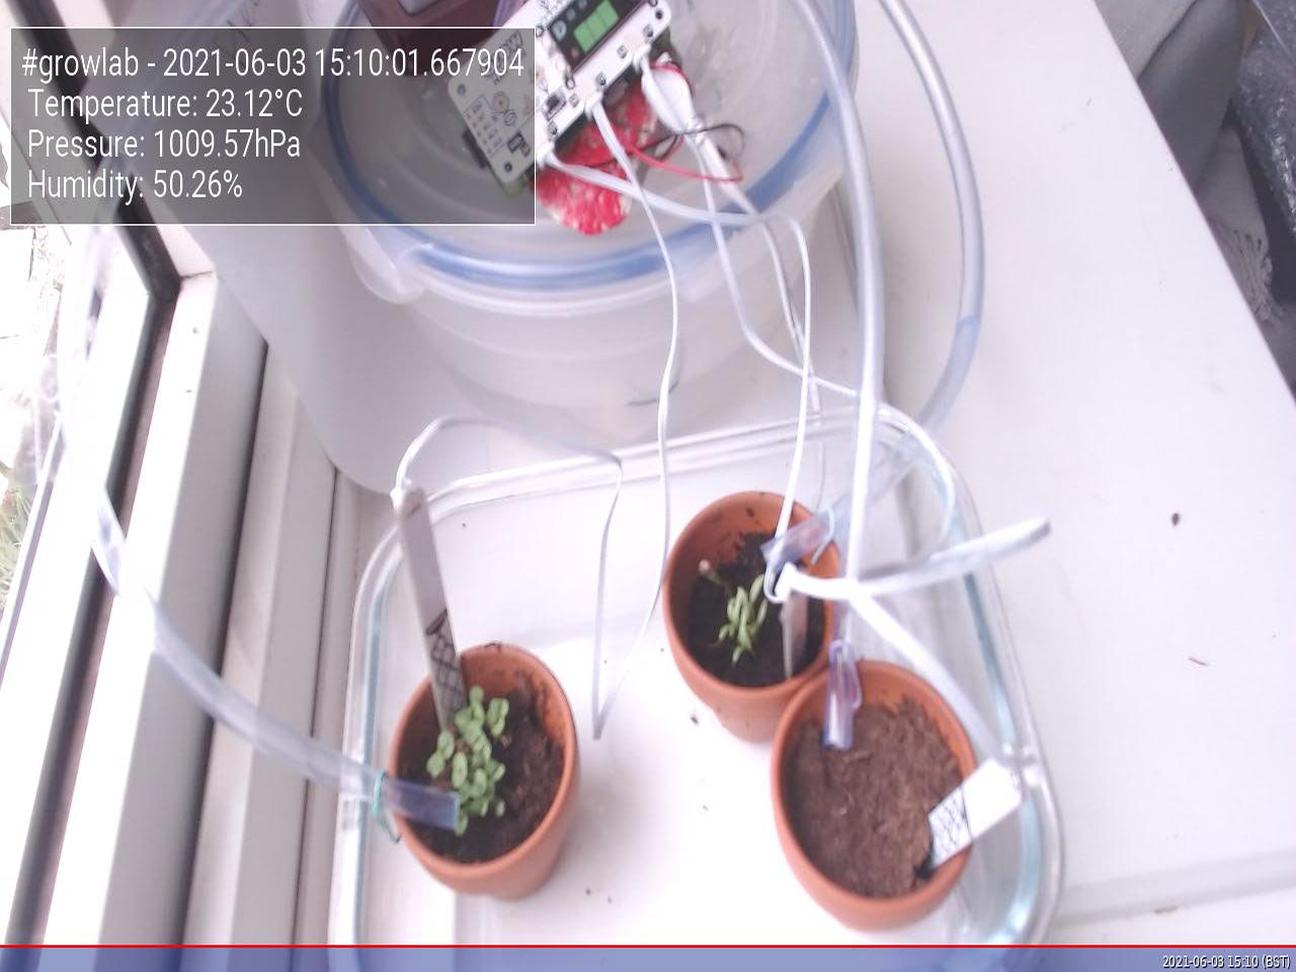 #growlab - 2021-06-03 15:10:01.667904
Temperature: 23.12°C
Pressure: 1009.57hPa
Humidity: 50.26%
2021-06-03 15:10 (BST)